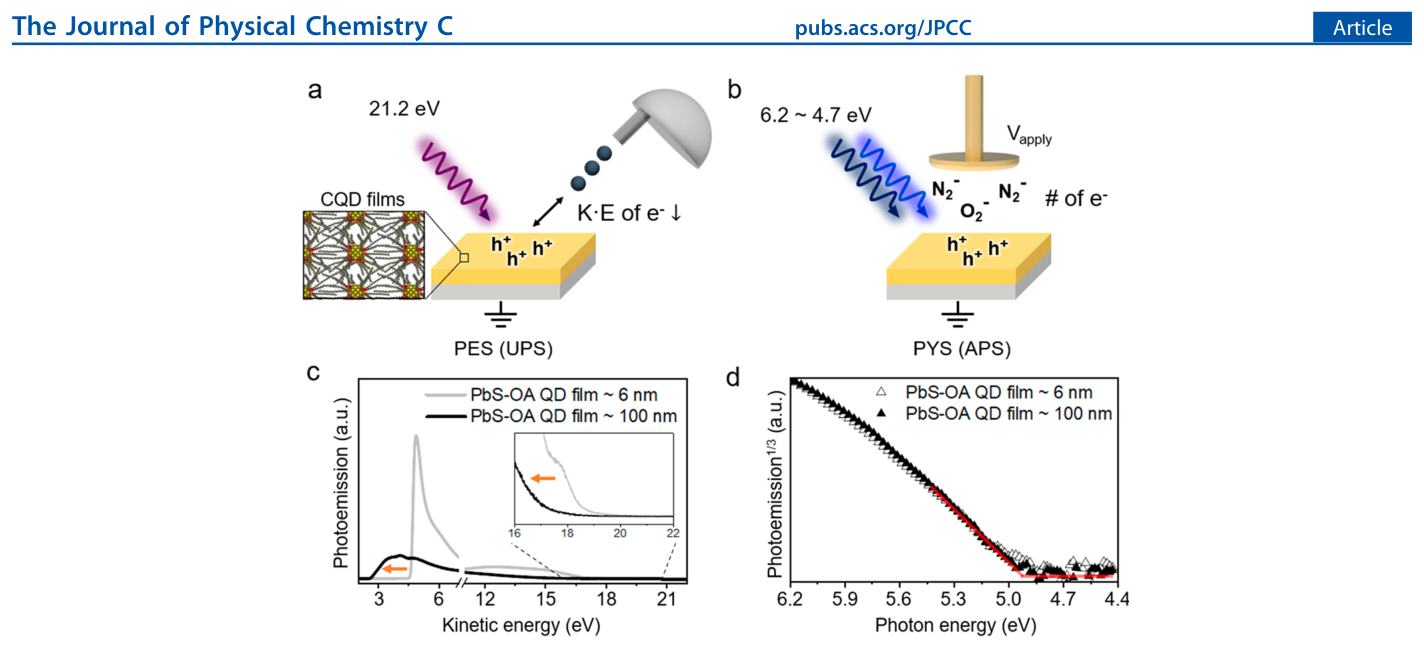 The Journal of Physical Chemistry C
pubs.acs.org/JPCC
Article
a
21.2 eV
CQD films
K·E of e- ↓
h+ h+ h+
PES (UPS)
b
6.2 ~ 4.7 eV
Vapply
N2- N2-
O2-
# of e-
h+ h+ h+
PYS (APS)
c
PbS-OA QD film ~ 6 nm
PbS-OA QD film ~ 100 nm
Photoemission (a.u.)
16 18 20 22
3 6 12 15 18 21
Kinetic energy (eV)
d
PbS-OA QD film ~ 6 nm
PbS-OA QD film ~ 100 nm
Photoemission1/3 (a.u.)
6.2 5.9 5.6 5.3 5.0 4.7 4.4
Photon energy (eV)